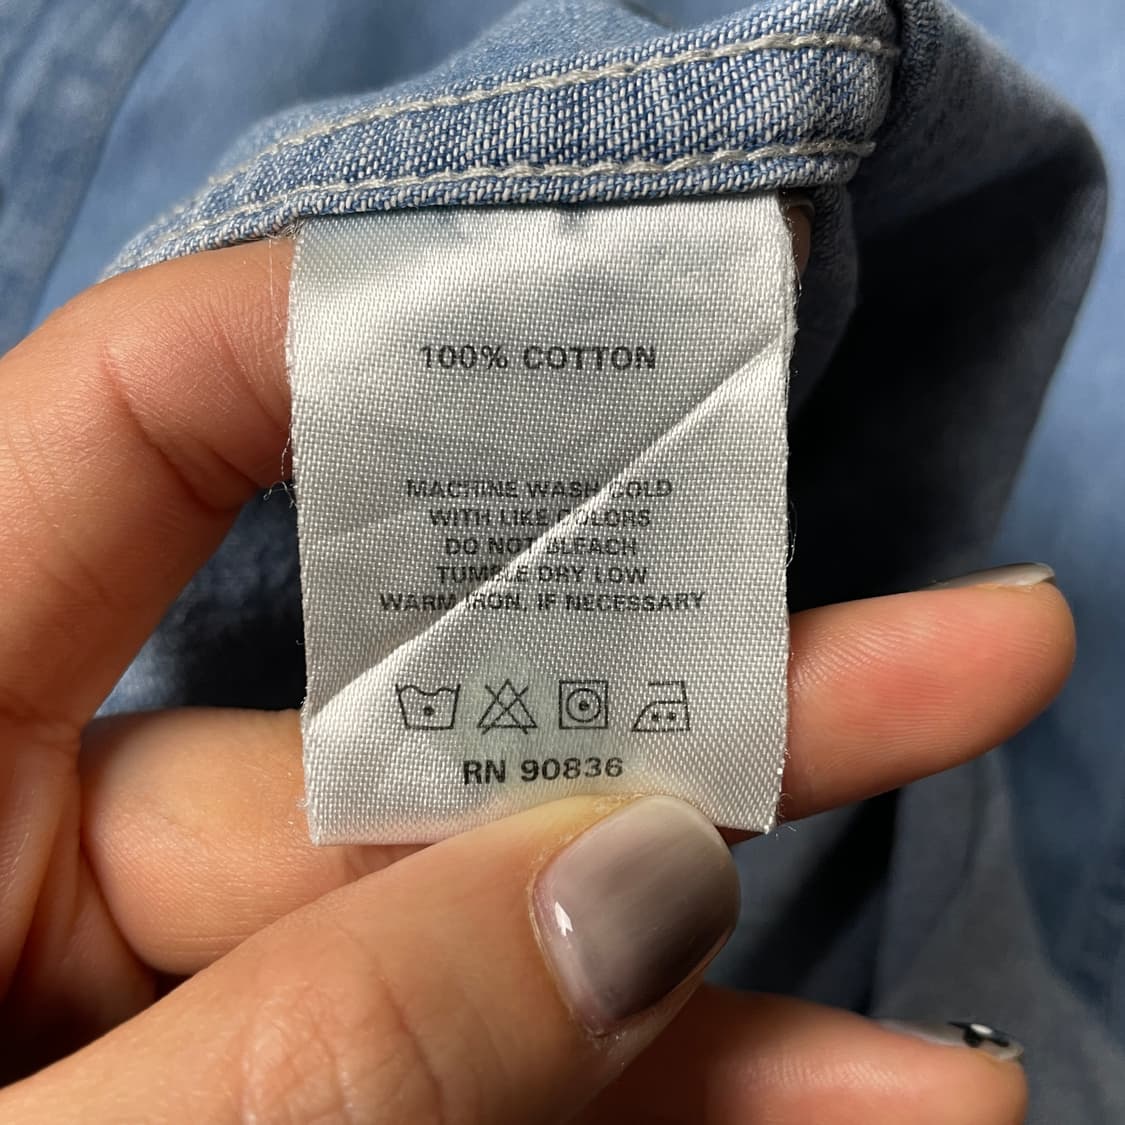 100% COTTON
MACHINE WASH COLD
WITH LIKE COLORS
DO NOT BLEACH
TUMBLE DRY LOW
WARM IRON, IF NECESSARY
RN 90836